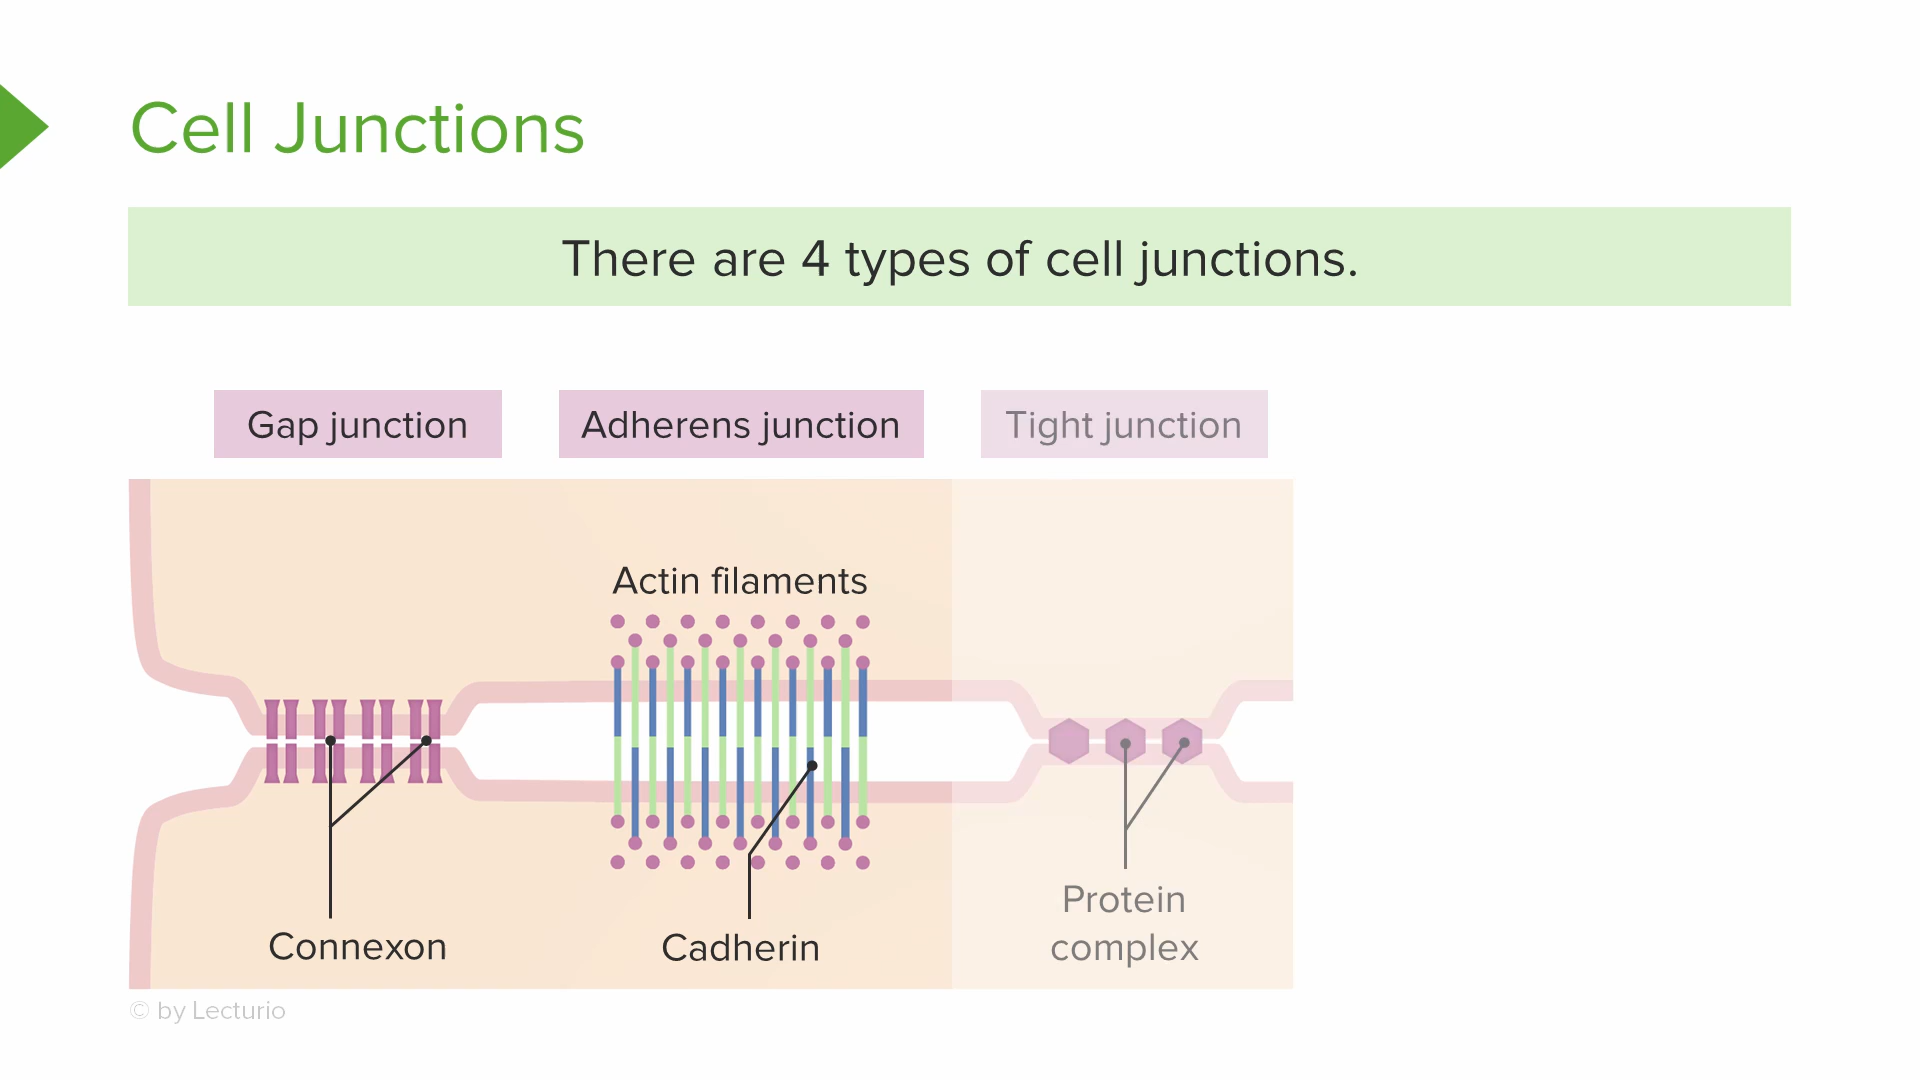 Cell Junctions
There are 4 types of cell junctions.
Gap junction
Adherens junction
Tight junction
Actin filaments
Connexon
Cadherin
Protein
complex
© by Lecturio